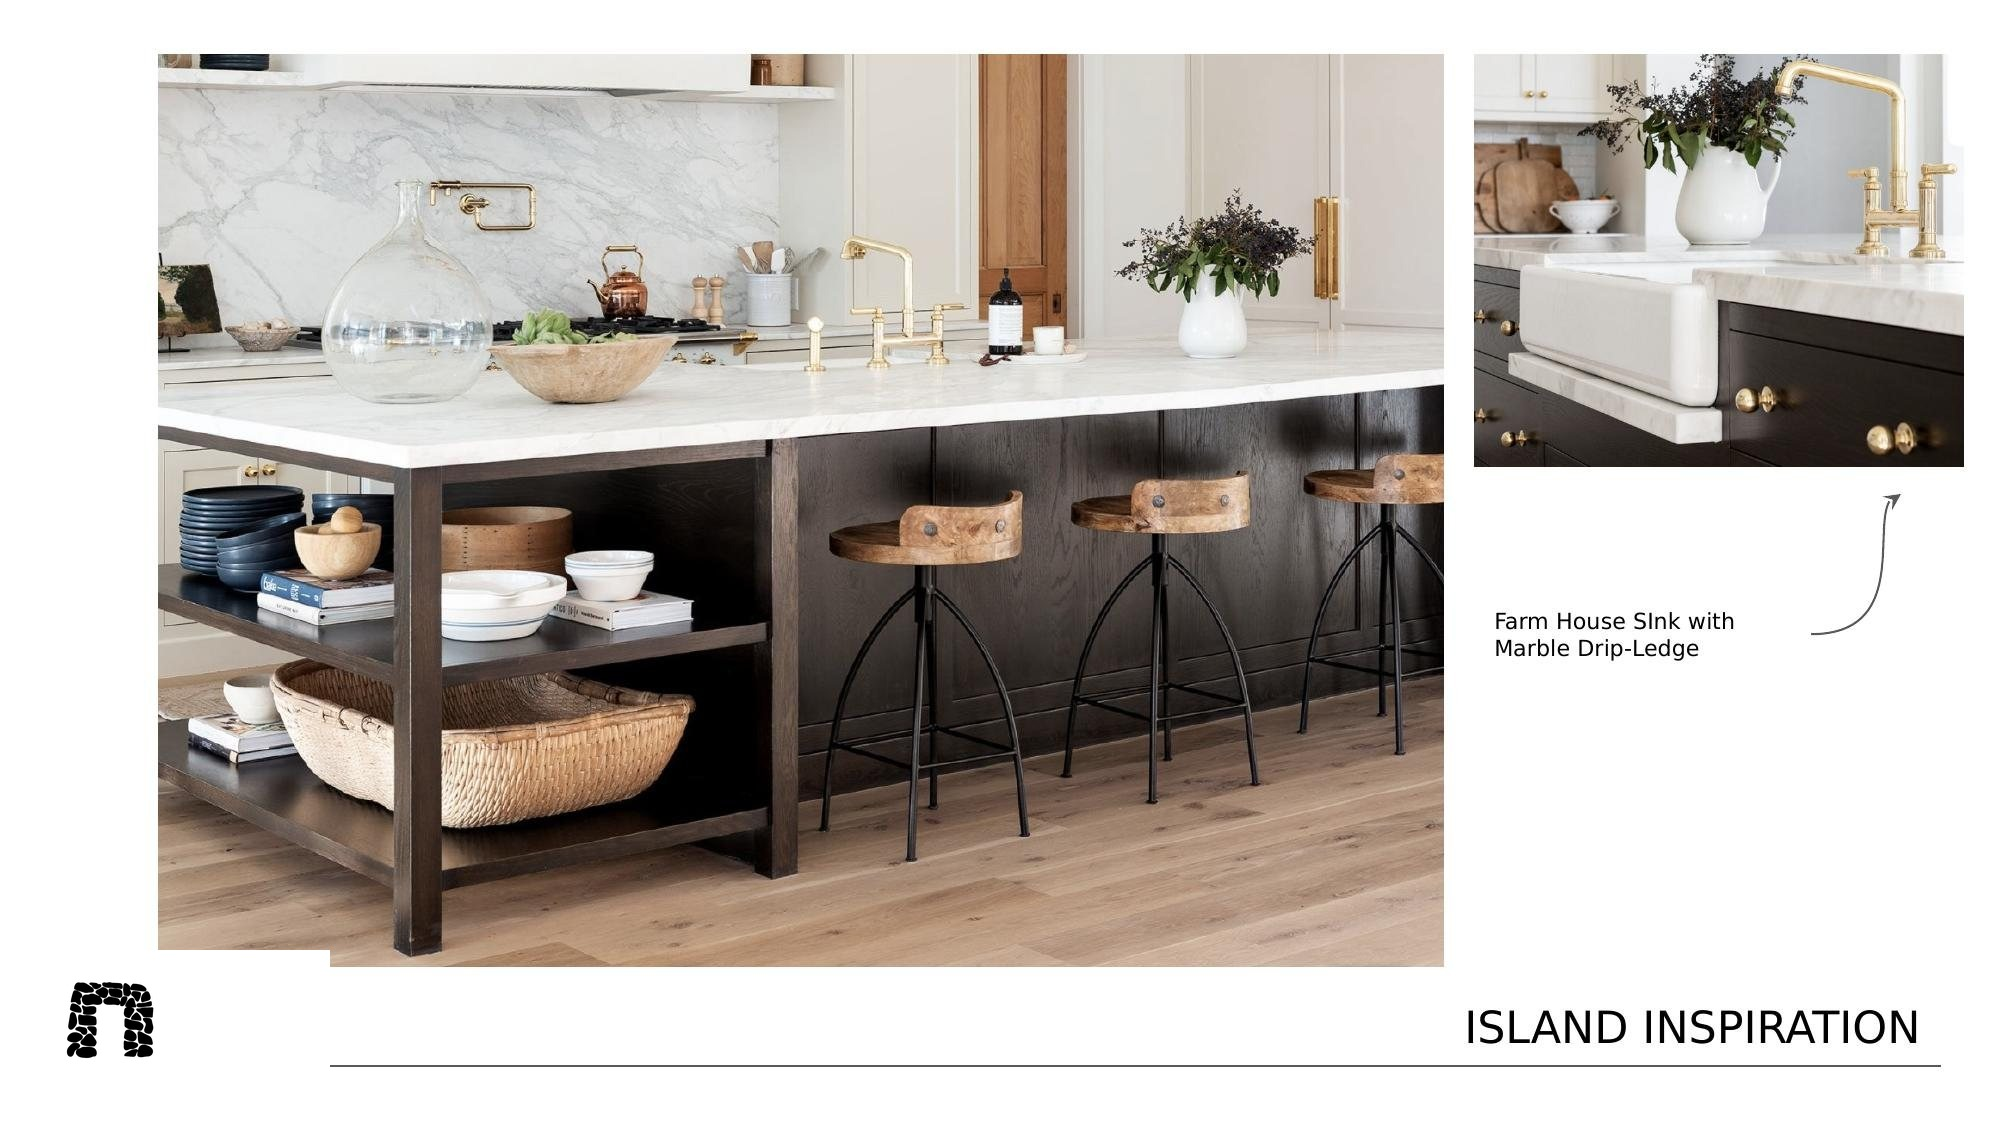 Farm House SInk with
Marble Drip-Ledge
ISLAND INSPIRATION